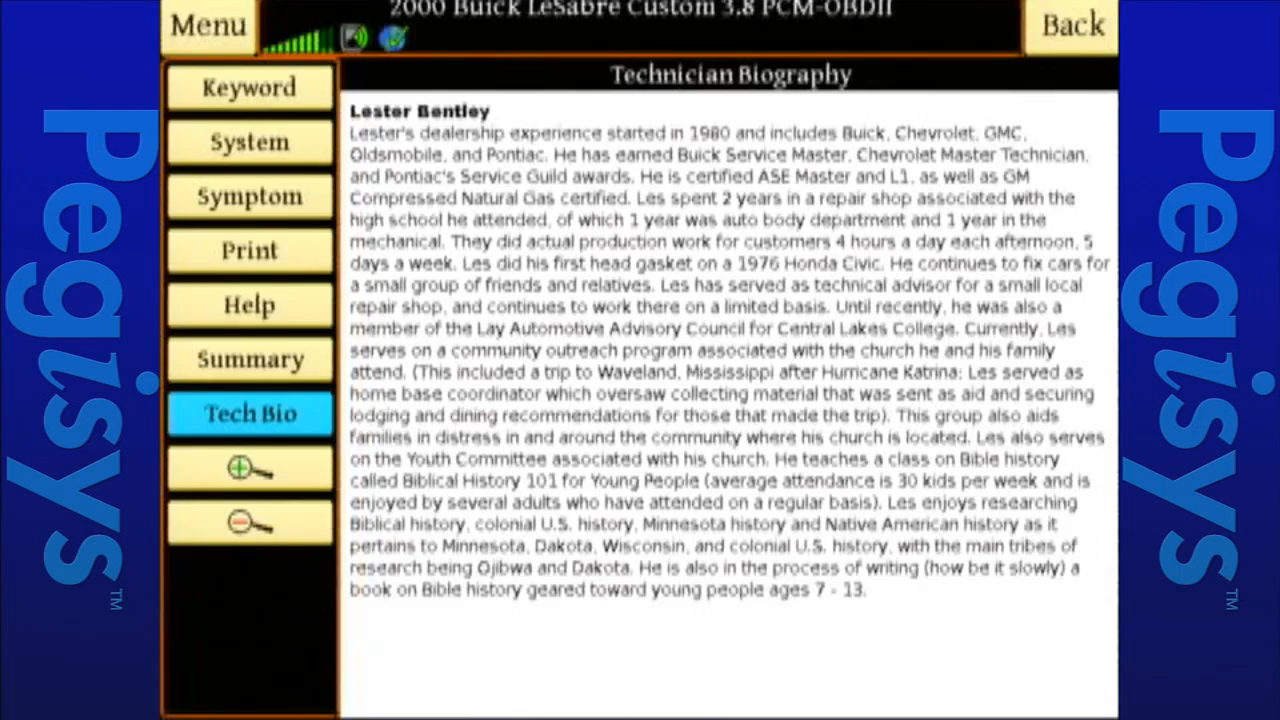 2000 Buick LeSabre Custom 3.8 PCM-OBDII
Menu
Back
Keyword
System
Symptom
Print
Help
Summary
Tech Bio
Technician Biography
Lester Bentley
Lester's dealership experience started in 1980 and includes Buick, Chevrolet, GMC,
Oldsmobile, and Pontiac. He has earned Buick Service Master, Chevrolet Master Technician,
and Pontiac's Service Guild awards. He is certified ASE Master and L1, as well as GM
Compressed Natural Gas certified. Les spent 2 years in a repair shop associated with the
high school he attended, of which 1 year was auto body department and 1 year in the
mechanical. They did actual production work for customers 4 hours a day each afternoon, 5
days a week. Les did his first head gasket on a 1976 Honda Civic. He continues to fix cars for
a small group of friends and relatives. Les has served as technical advisor for a small local
repair shop, and continues to work there on a limited basis. Until recently, he was also a
member of the Lay Automotive Advisory Council for Central Lakes College. Currently, Les
serves on a community outreach program associated with the church he and his family
attend. (This included a trip to Waveland, Mississippi after Hurricane Katrina; Les served as
home base coordinator which oversaw collecting material that was sent as aid and securing
lodging and dining recommendations for those that made the trip). This group also aids
families in distress in and around the community where his church is located. Les also serves
on the Youth Committee associated with his church. He teaches a class on Bible history
called Biblical History 101 for Young People (average attendance is 30 kids per week and is
enjoyed by several adults who have attended on a regular basis). Les enjoys researching
Biblical history, colonial U.S. history, Minnesota history and Native American history as it
pertains to Minnesota, Dakota, Wisconsin, and colonial U.S. history, with the main tribes of
research being Ojibwa and Dakota. He is also in the process of writing (how be it slowly) a
book on Bible history geared toward young people ages 7 - 13.
Pegisys™
Pegisys™